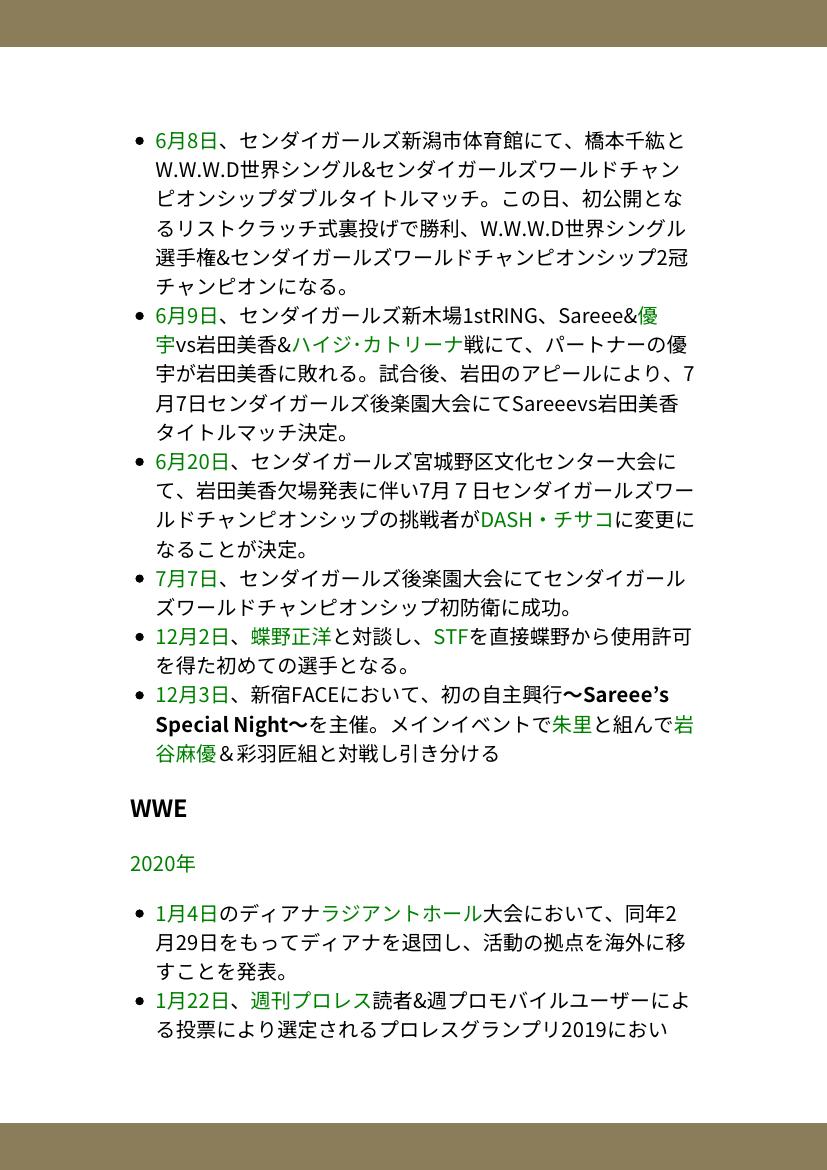 6月8日、センダイガールズ新潟市体育館にて、橋本千紘と
W.W.W.D世界シングル&センダイガールズワールドチャン
ピオンシップダブルタイトルマッチ。この日、初公開とな
るリストクラッチ式裏投げで勝利、W.W.W.D世界シングル
選手権&センダイガールズワールドチャンピオンシップ2冠
チャンピオンになる。
6月9日、センダイガールズ新木場1stRING、Sareee&優
宇vs岩田美香&ハイジ･カトリーナ戦にて、パートナーの優
宇が岩田美香に敗れる。試合後、岩田のアピールにより、7
月7日センダイガールズ後楽園大会にてSareeevs岩田美香
タイトルマッチ決定。
6月20日、センダイガールズ宮城野区文化センター大会に
て、岩田美香欠場発表に伴い7月７日センダイガールズワー
ルドチャンピオンシップの挑戦者がDASH・チサコに変更に
なることが決定。
7月7日、センダイガールズ後楽園大会にてセンダイガール
ズワールドチャンピオンシップ初防衛に成功。
12月2日、蝶野正洋と対談し、STFを直接蝶野から使用許可
を得た初めての選手となる。
12月3日、新宿FACEにおいて、初の自主興行〜Sareee’s
Special Night〜を主催。メインイベントで朱里と組んで岩
谷麻優＆彩羽匠組と対戦し引き分ける
WWE
2020年
1月4日のディアナラジアントホール大会において、同年2
月29日をもってディアナを退団し、活動の拠点を海外に移
すことを発表。
1月22日、週刊プロレス読者&週プロモバイルユーザーによ
る投票により選定されるプロレスグランプリ2019におい